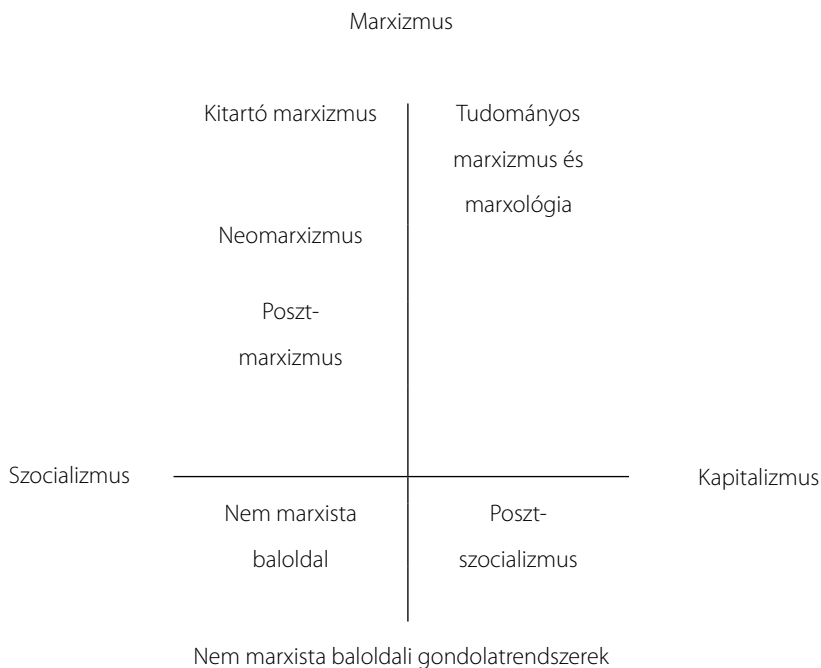 Marxizmus
Kitartó marxizmus
Tudományos
marxizmus és
marxológia
Neomarxizmus
Poszt-
marxizmus
Szocializmus
Kapitalizmus
Nem marxista
baloldal
Poszt-
szocializmus
Nem marxista baloldali gondolatrendszerek